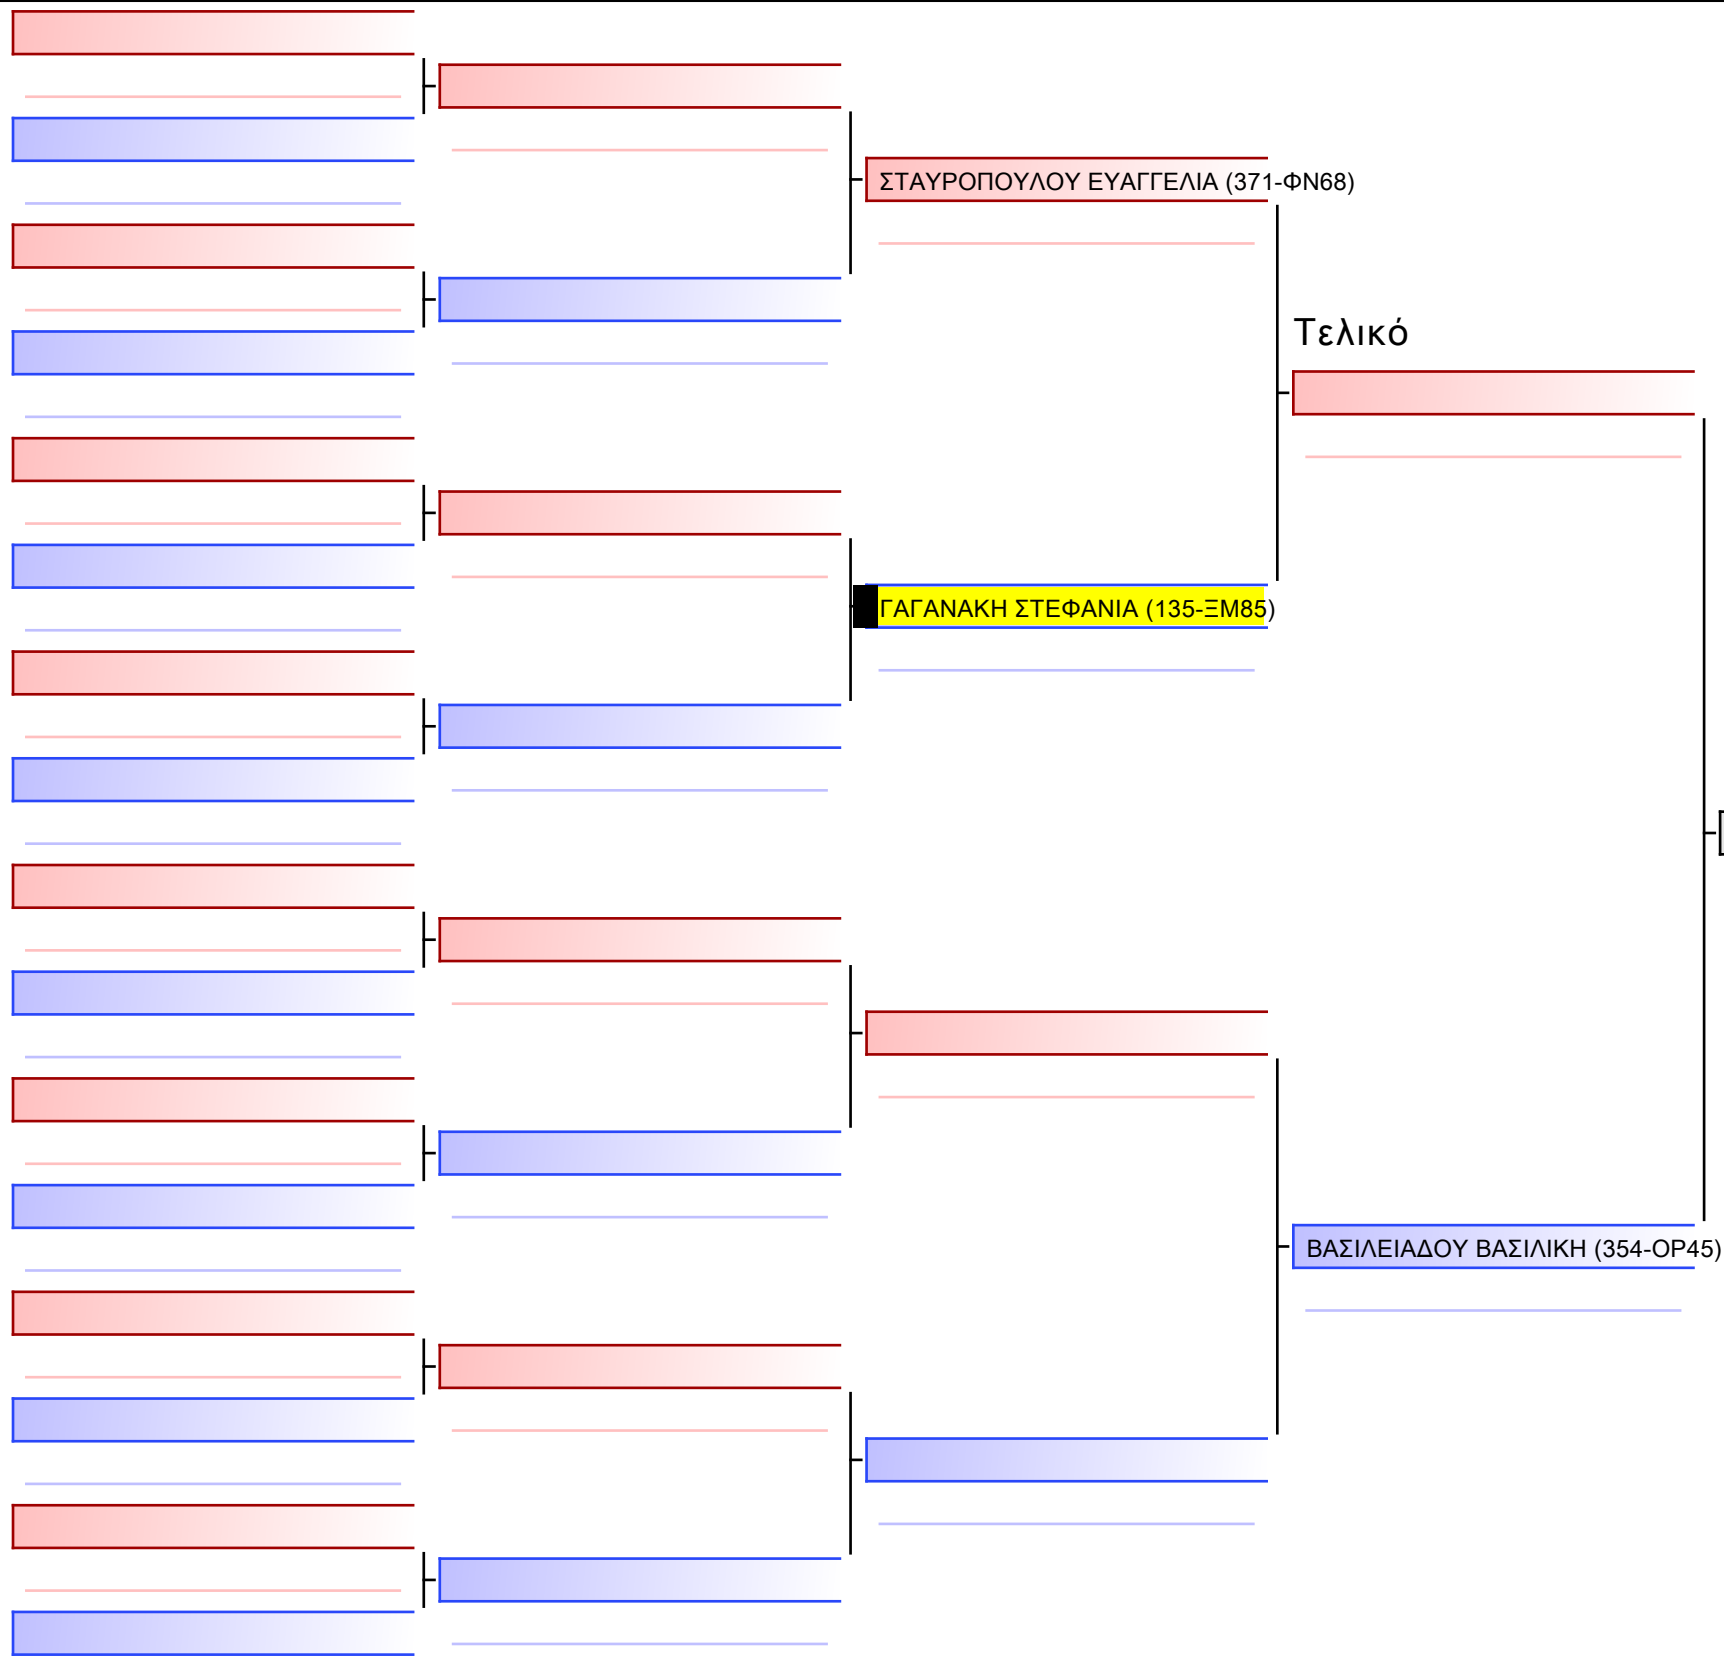 ΣΤΑΥΡΟΠΟΥΛΟΥ ΕΥΑΓΓΕΛΙΑ (371-ΦΝ68)
Τελικό
ΓΑΓΑΝΑΚΗ ΣΤΕΦΑΝΙΑ (135-ΞΜ85)
ΒΑΣΙΛΕΙΑΔΟΥ ΒΑΣΙΛΙΚΗ (354-ΟΡ45)